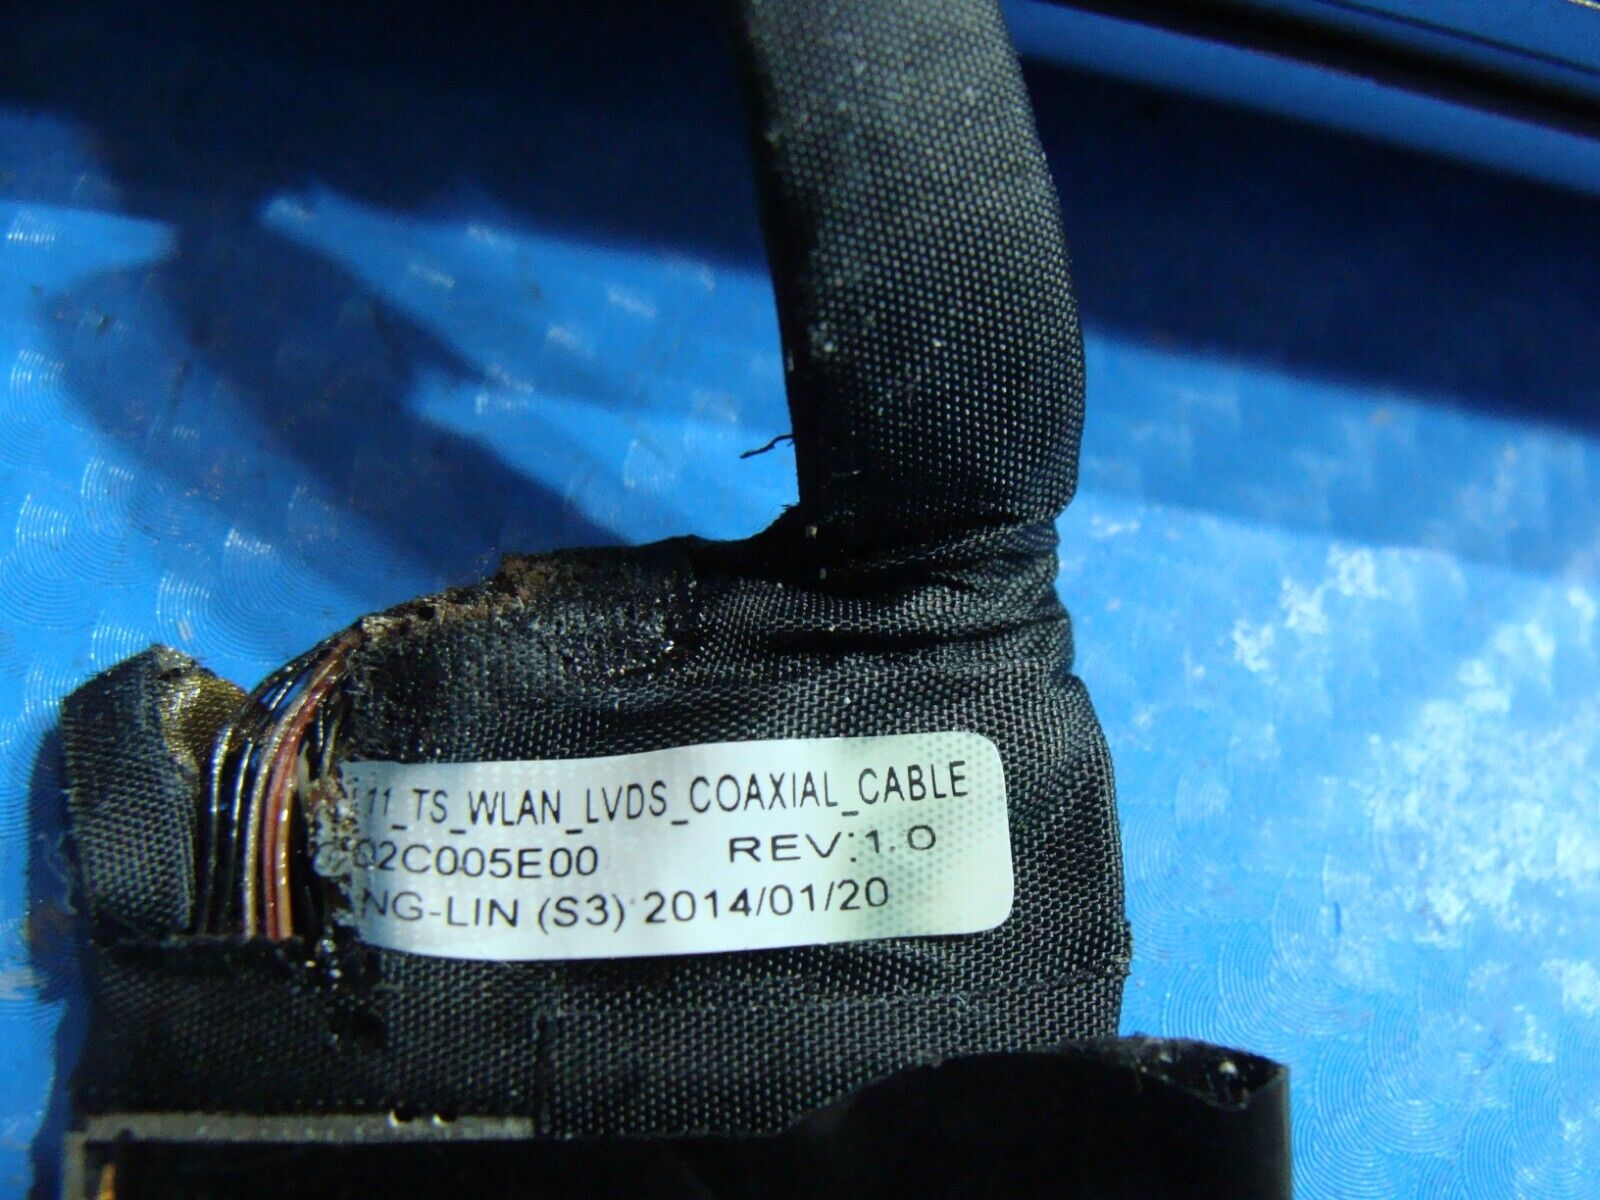 11_TS_WLAN_LVDS_COAXIAL_CABLE
02C005E00 REV:1.0
NG-LIN (S3) 2014/01/20